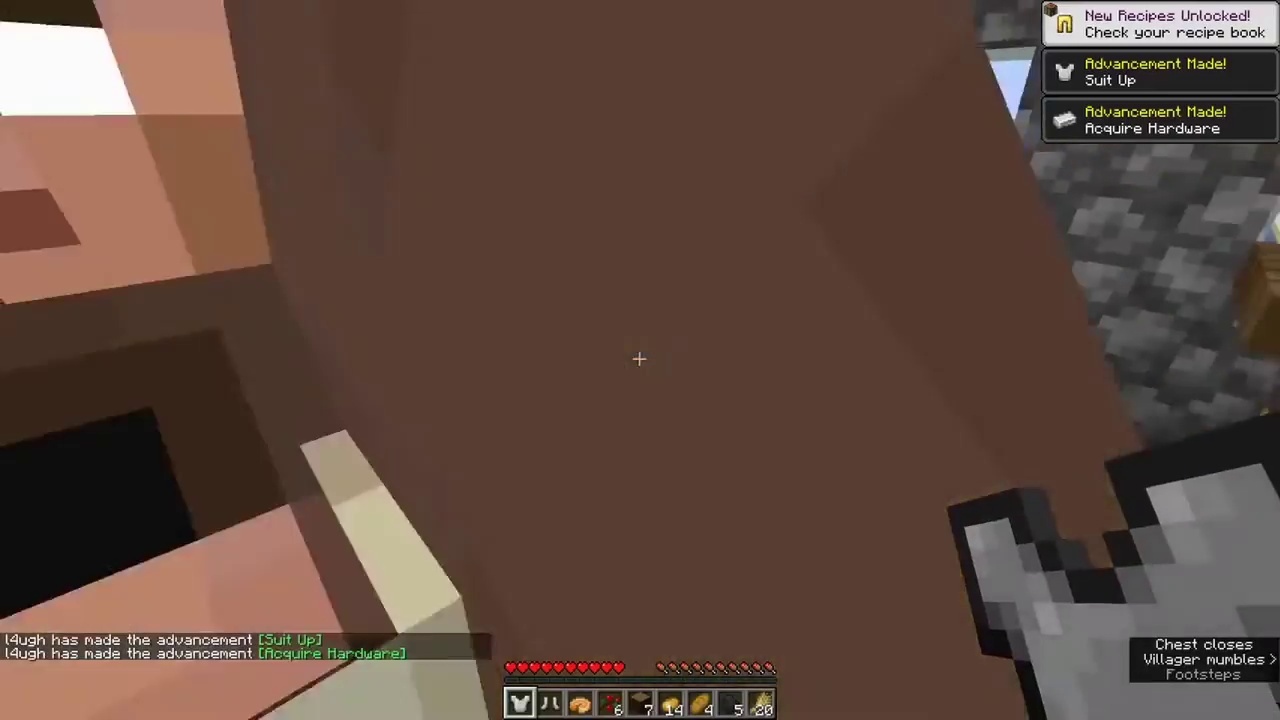 New Recipes Unlocked!
Check your recipe book
Advancement Made!
Suit Up
Advancement Made!
Acquire Hardware
l4ugh has made the advancement [Suit Up]
l4ugh has made the advancement [Acquire Hardware]
Chest closes
Villager mumbles >
Footsteps
6 7 14 4 5 20